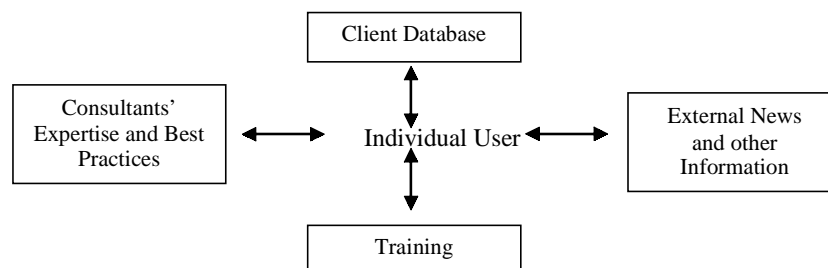 Client Database
Consultants’
Expertise and Best
Practices
Individual User
External News
and other
Information
Training